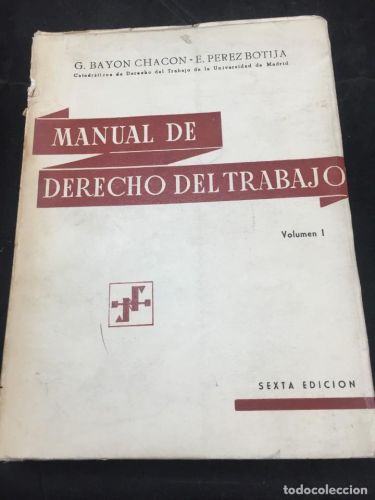 G. BAYON CHACON - E. PEREZ BOTIJA
Catedráticos de Derecho del Trabajo de la Universidad de Madrid
MANUAL DE
DERECHO DEL TRABAJO
Volumen I
SEXTA EDICION
todocoleccion